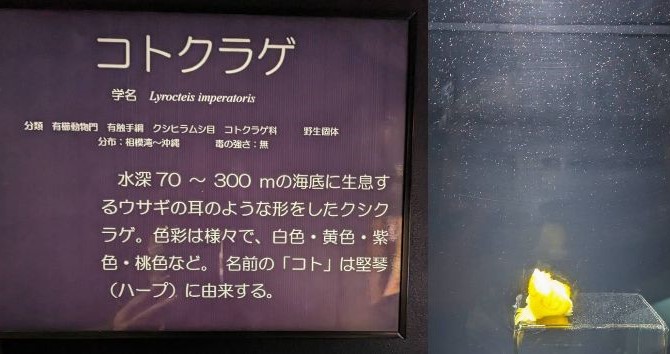 コトクラゲ
学名 Lyrocteis imperatoris
分類 有櫛動物門 有触手綱 クシヒラムシ目 コトクラゲ科 野生個体
分布：相模湾～沖縄 毒の強さ：無
水深 70 ～ 300 mの海底に生息す
るウサギの耳のような形をしたクシク
ラゲ。色彩は様々で、白色・黄色・紫
色・桃色など。 名前の「コト」は堅琴
（ハープ）に由来する。